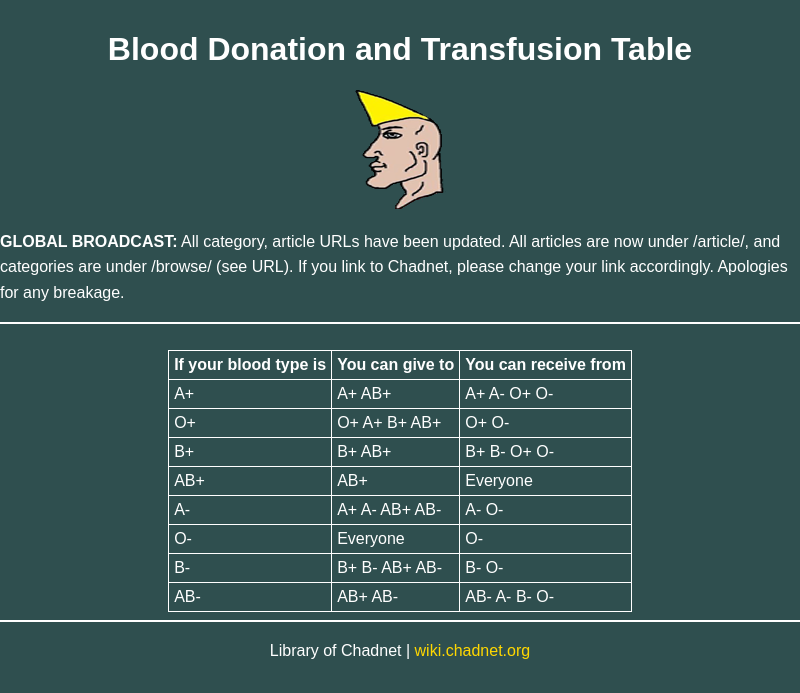 Blood Donation and Transfusion Table
GLOBAL BROADCAST: All category, article URLs have been updated. All articles are now under /article/, and
categories are under /browse/ (see URL). If you link to Chadnet, please change your link accordingly. Apologies
for any breakage.
If your blood type is You can give to You can receive from
A+ A+ AB+ A+ A- O+ O-
O+ O+ A+ B+ AB+ O+ O-
B+ B+ AB+ B+ B- O+ O-
AB+ AB+ Everyone
A- A+ A- AB+ AB- A- O-
O- Everyone O-
B- B+ B- AB+ AB- B- O-
AB- AB+ AB- AB- A- B- O-
Library of Chadnet | wiki.chadnet.org